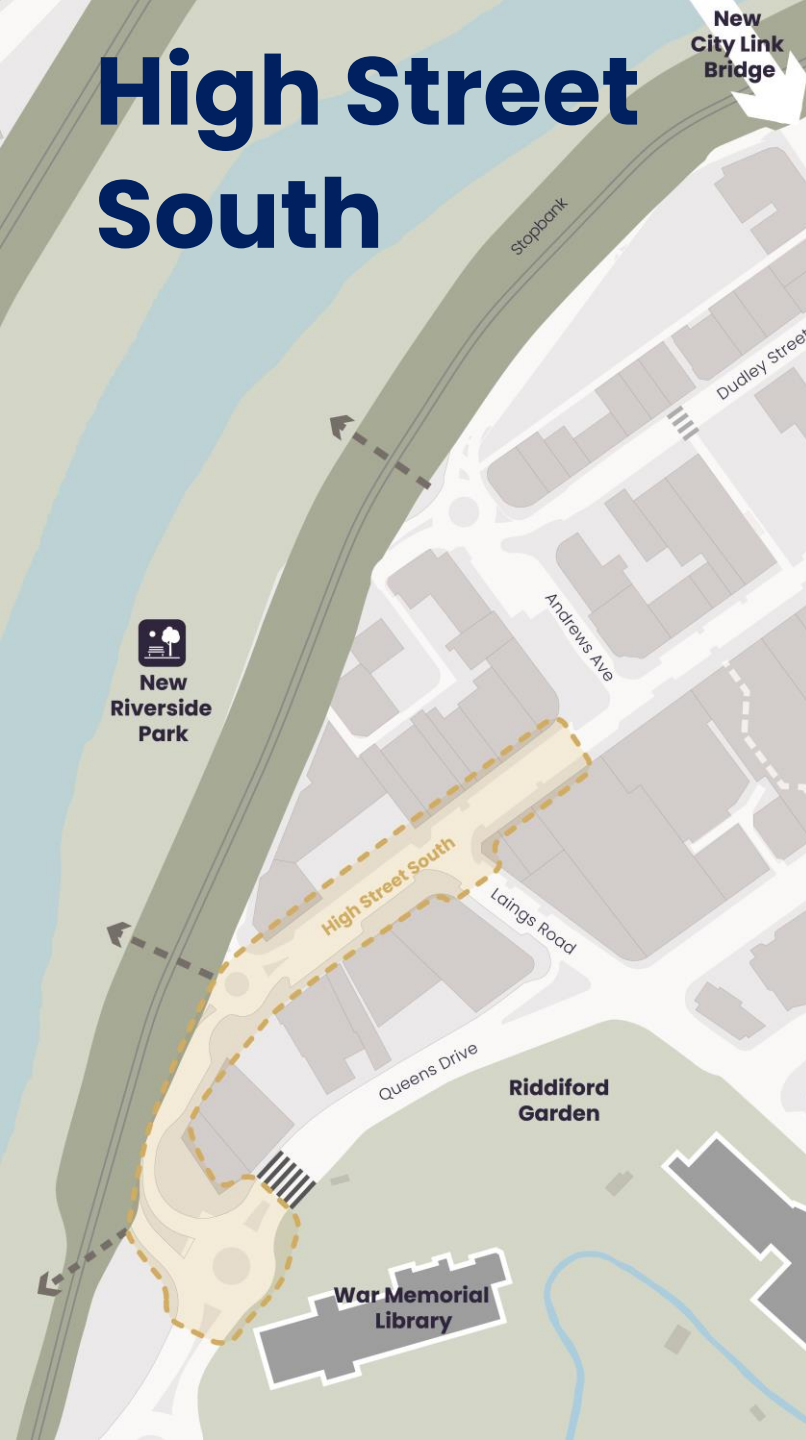 New
City Link
Bridge
High Street
South
Stopbank
Dudley Street
Andrews Ave
New
Riverside
Park
High Street South
Laings Road
Queens Drive
Riddiford
Garden
War Memorial
Library